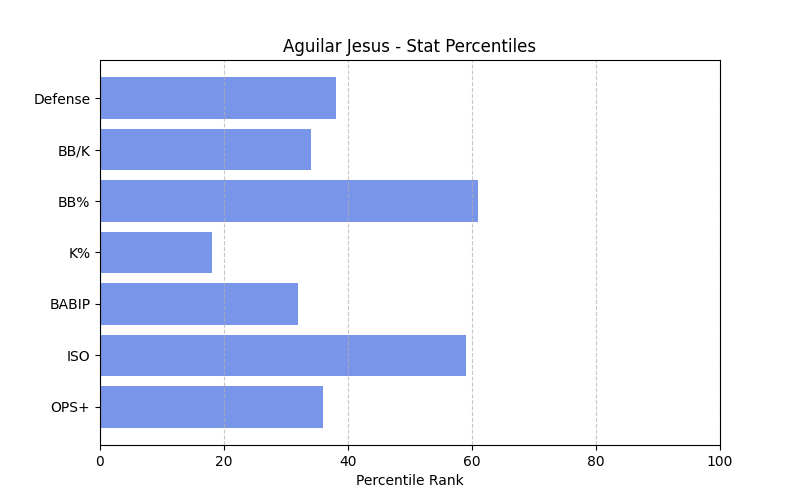 Aguilar Jesus - Stat Percentiles
Defense
BB/K
BB%
K%
BABIP
ISO
OPS+
0 20 40 60 80 100
Percentile Rank